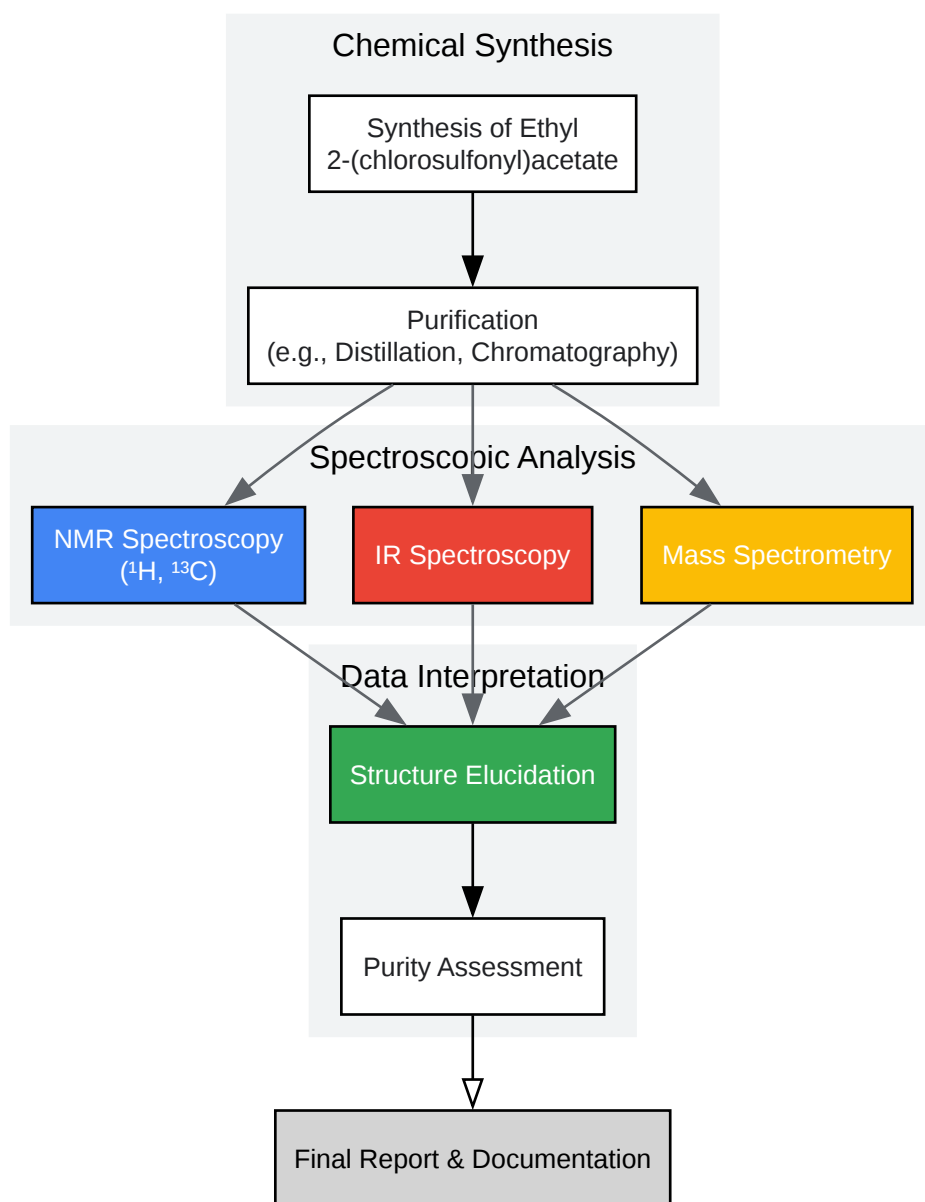 Chemical Synthesis
Synthesis of Ethyl
2-(chlorosulfonyl)acetate
Purification
(e.g., Distillation, Chromatography)
Spectroscopic Analysis
NMR Spectroscopy
(¹H, ¹³C)
IR Spectroscopy
Mass Spectrometry
Data Interpretation
Structure Elucidation
Purity Assessment
Final Report & Documentation